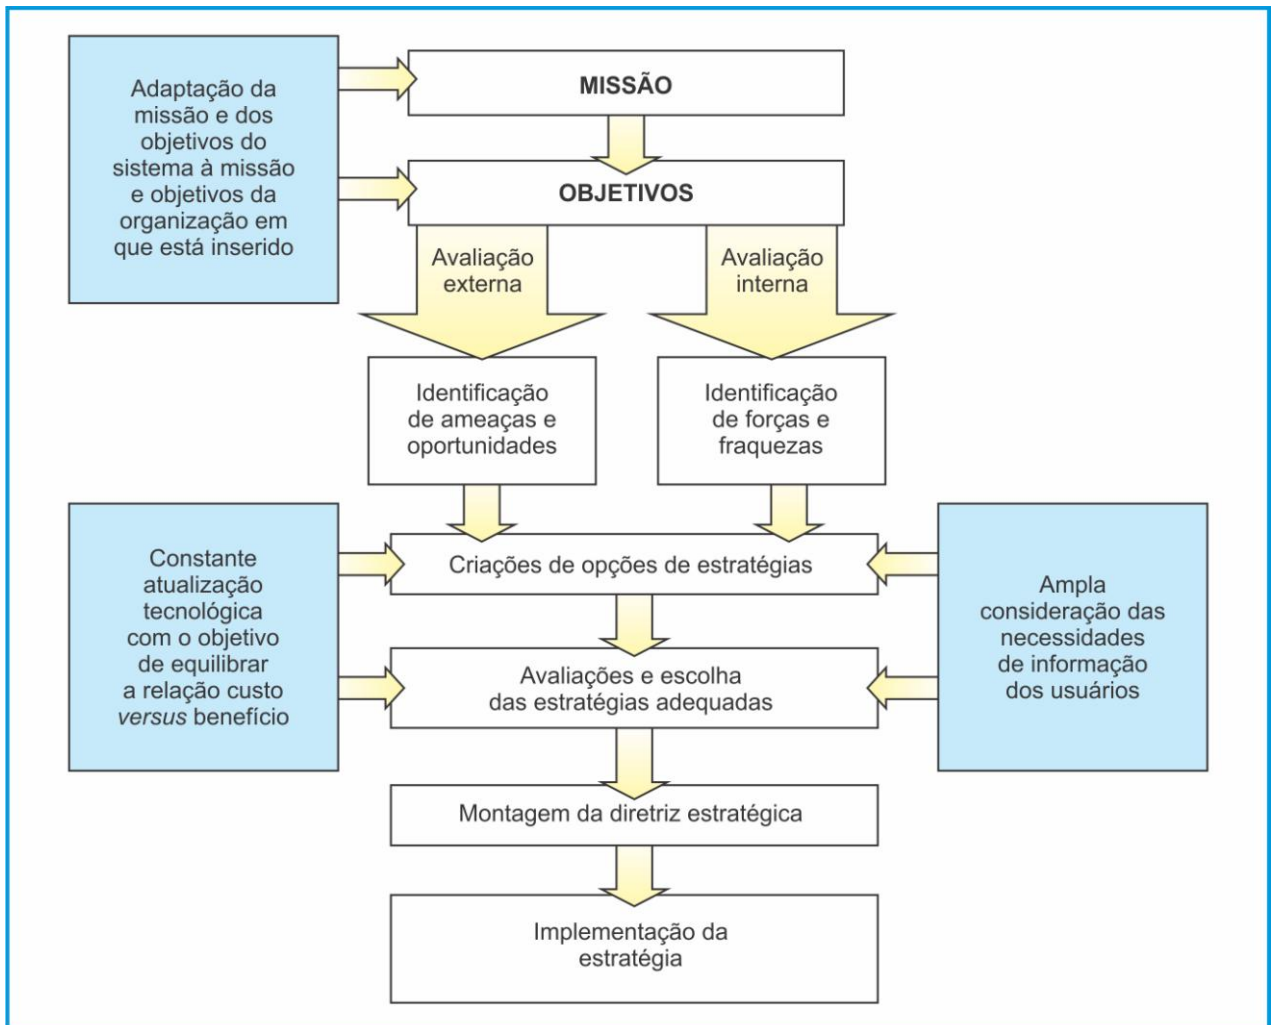 Adaptação da
missão e dos
objetivos do
sistema à missão
e objetivos da
organização em
que está inserido
MISSÃO
OBJETIVOS
Avaliação
externa
Avaliação
interna
Identificação
de ameaças e
oportunidades
Identificação
de forças e
fraquezas
Constante
atualização
tecnológica
com o objetivo
de equilibrar
a relação custo
versus benefício
Criações de opções de estratégias
Avaliações e escolha
das estratégias adequadas
Ampla
consideração das
necessidades
de informação
dos usuários
Montagem da diretriz estratégica
Implementação da
estratégia